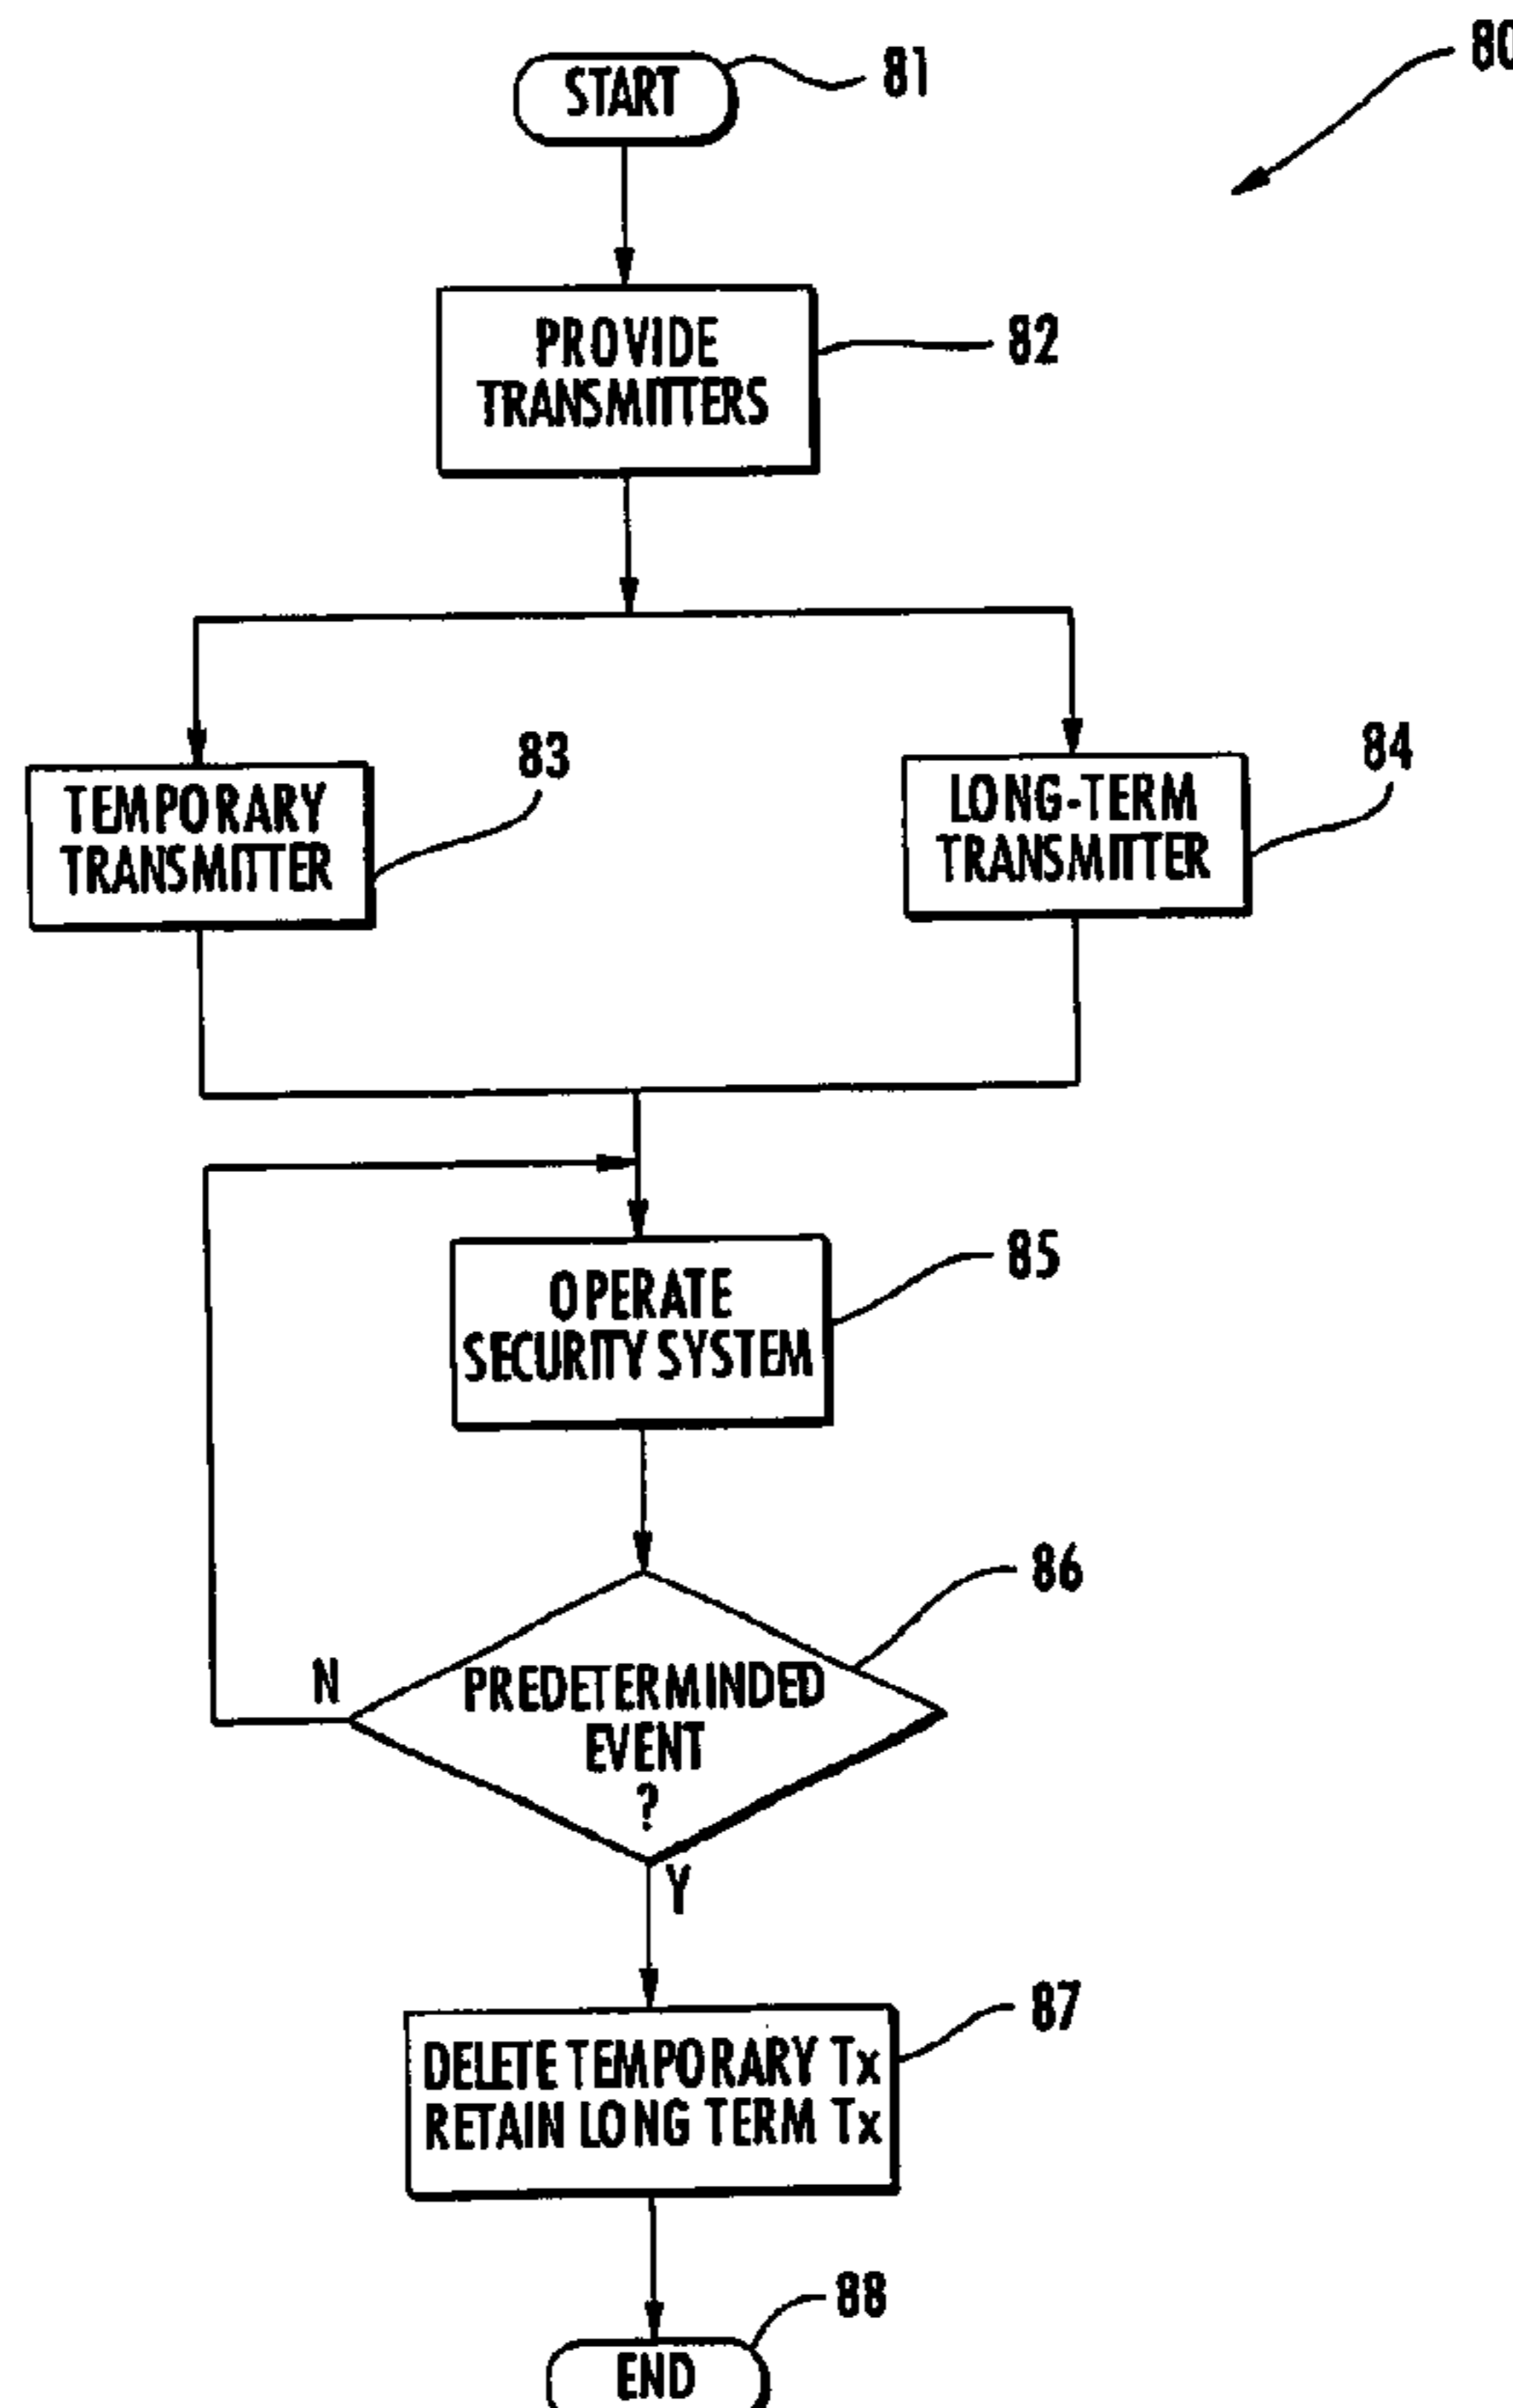 80
START
81
PROVIDE
TRANSMITTERS
82
TEMPORARY
TRANSMITTER
83
LONG-TERM
TRANSMITTER
84
OPERATE
SECURITY SYSTEM
85
PREDETERMINDED
EVENT
?
86
N
Y
DELETE TEMPORARY Tx
RETAIN LONG TERM Tx
87
END
88